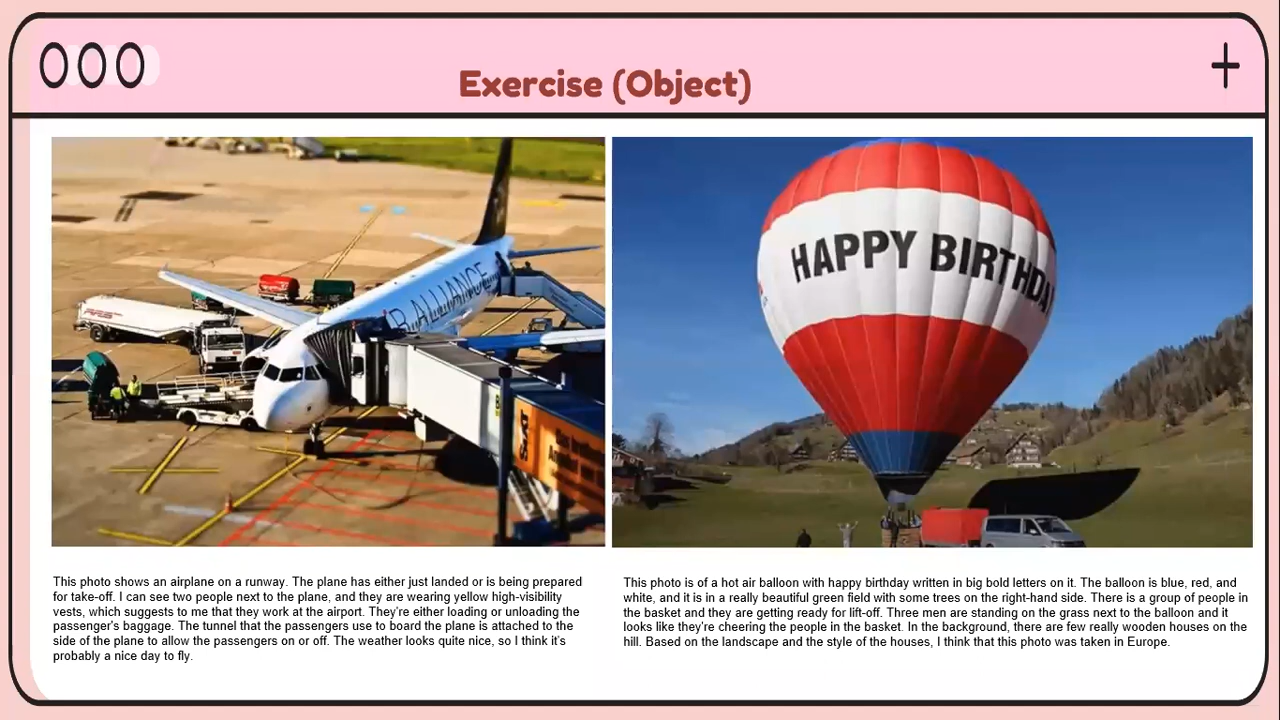 Exercise (Object)
R ALLIANCE
Sixt
HAPPY BIRTHDA
This photo shows an airplane on a runway. The plane has either just landed or is being prepared
for take-off. I can see two people next to the plane, and they are wearing yellow high-visibility
vests, which suggests to me that they work at the airport. They're either loading or unloading the
passenger's baggage. The tunnel that the passengers use to board the plane is attached to the
side of the plane to allow the passengers on or off. The weather looks quite nice, so I think it's
probably a nice day to fly.
This photo is of a hot air balloon with happy birthday written in big bold letters on it. The balloon is blue, red, and
white, and it is in a really beautiful green field with some trees on the right-hand side. There is a group of people in
the basket and they are getting ready for lift-off. Three men are standing on the grass next to the balloon and it
looks like they're cheering the people in the basket. In the background, there are few really wooden houses on the
hill. Based on the landscape and the style of the houses, I think that this photo was taken in Europe.